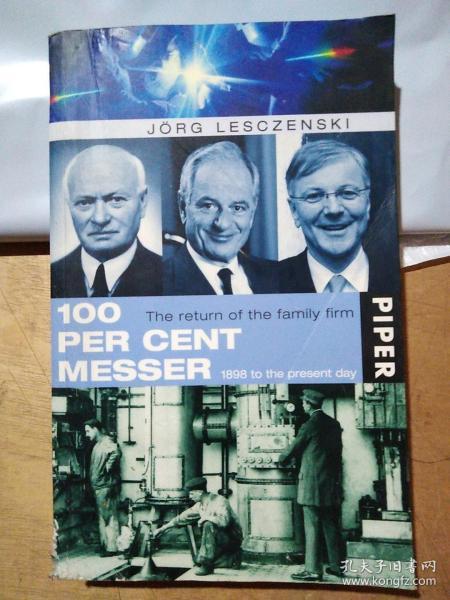 JÖRG LESCZENSKI
100
PER CENT
MESSER
The return of the family firm
1898 to the present day
PIPER
孔夫子旧书网
www.kongfz.com